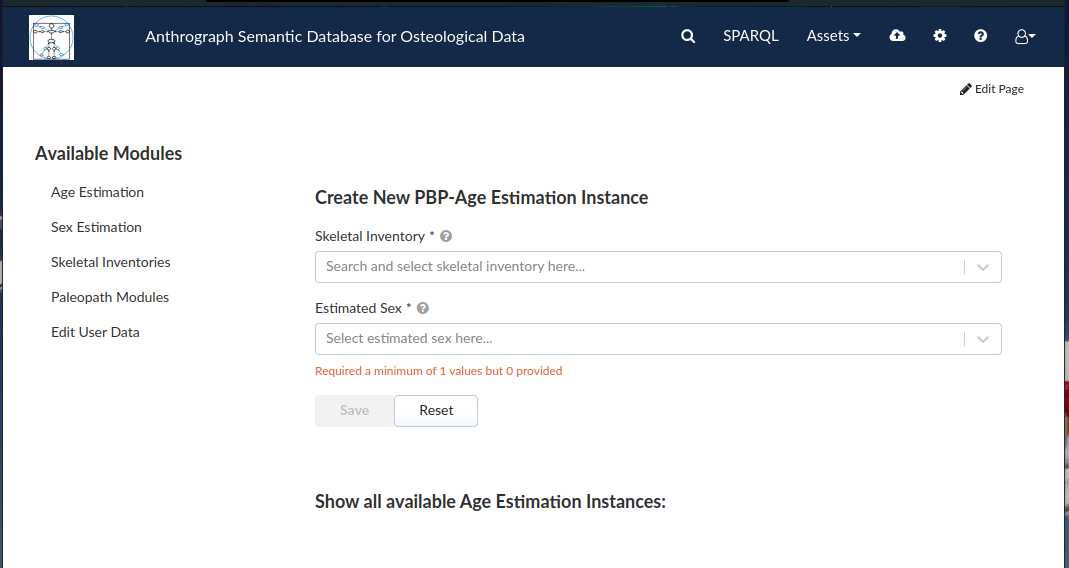 Anthrograph Semantic Database for Osteological Data
SPARQL
Assets
Edit Page
Available Modules
Age Estimation
Sex Estimation
Skeletal Inventories
Paleopath Modules
Edit User Data
Create New PBP-Age Estimation Instance
Skeletal Inventory *
Search and select skeletal inventory here...
Estimated Sex *
Select estimated sex here...
Required a minimum of 1 values but 0 provided
Save
Reset
Show all available Age Estimation Instances: